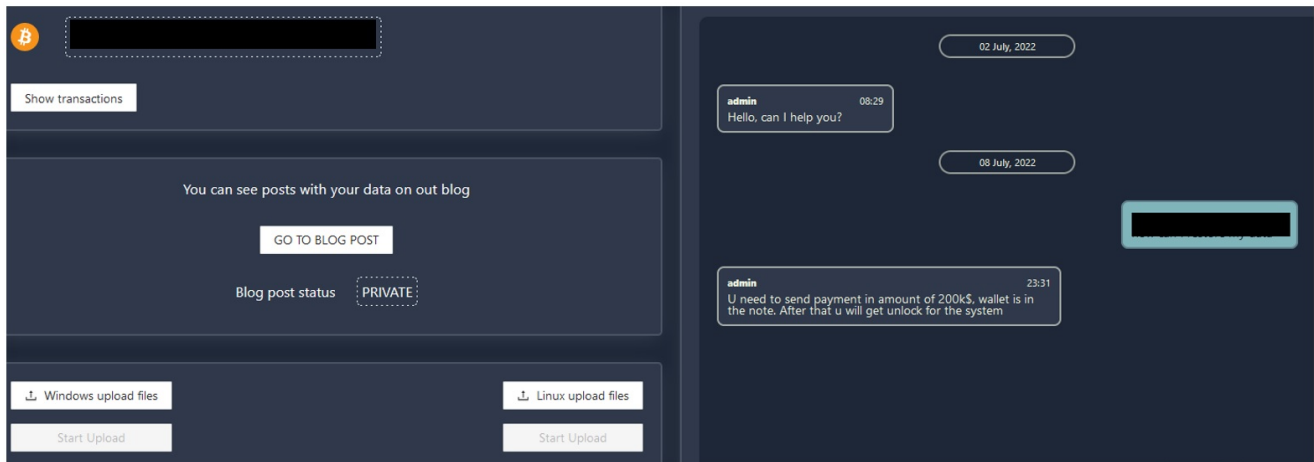 Show transactions
You can see posts with your data on out blog
GO TO BLOG POST
Blog post status
PRIVATE
Windows upload files
Linux upload files
Start Upload
Start Upload
02 July, 2022
admin
08:29
Hello, can I help you?
08 July, 2022
admin
23:31
U need to send payment in amount of 200k$, wallet is in
the note. After that u will get unlock for the system